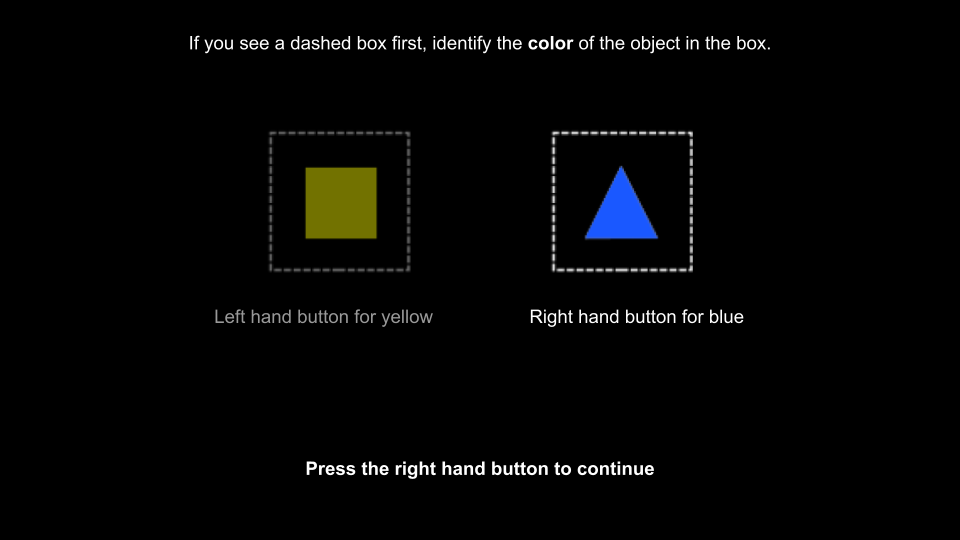 If you see a dashed box first, identify the color of the object in the box.
Left hand button for yellow
Right hand button for blue
Press the right hand button to continue